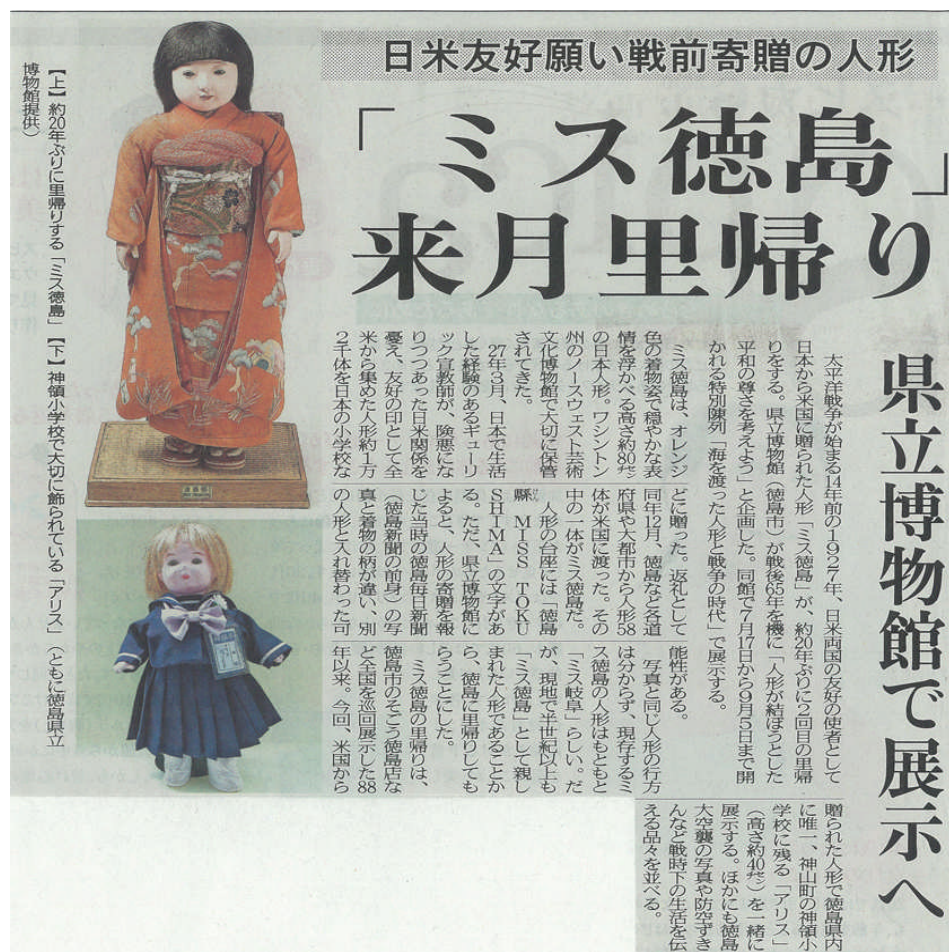 日米友好願い戦前寄贈の人形
「ミス徳島」
来月里帰り
県立博物館で展示へ
太平洋戦争が始まる14年前の1927年、日米両国の友好の使者として
日本から米国に贈られた人形「ミス徳島」が、約20年ぶりに2回目の里帰
りをする。県立博物館(徳島市)が戦後65年を機に「人形が結ぼうとした
平和の尊さを考えよう」と企画した。同館で7月17日から9月5日まで開
かれる特別陳列「海を渡った人形と戦争の時代」で展示する。
ミス徳島は、オレンジ
色の着物姿で穏やかな表
情を浮かべる高さ約80㌢
の日本人形。ワシントン
州のノースウェスト芸術
文化博物館で大切に保管
されてきた。
27年3月、日本で生活
した経験のあるギューリ
ック宣教師が、険悪にな
りつつあった日米関係を
憂え、友好の印として全
米から集めた人形約1万
2千体を日本の小学校な
どに贈った。返礼として
同年12月、徳島など各道
府県や大都市から人形58
体が米国に渡った。その
中の一体がミス徳島だ。
人形の台座には「徳島
縣 MISS TOKU
SHIMA」の文字があ
る。ただ、県立博物館に
よると、人形の寄贈を報
じた当時の徳島毎日新聞
(徳島新聞の前身)の写
真と着物の柄が違い、別
の人形と入れ替わった可
能性がある。
写真と同じ人形の行方
は分からず、現存するミ
ス徳島の人形はもともと
「ミス岐阜」らしい。だ
が、現地で半世紀以上も
「ミス徳島」として親し
まれた人形であることか
ら、徳島に里帰りしても
らうことにした。
ミス徳島の里帰りは、
徳島市のそごう徳島店な
ど全国を巡回展示した88
年以来。今回、米国から
贈られた人形で徳島県内
に唯一、神山町の神領小
学校に残る「アリス」
(高さ約40㌢)を一緒に
展示する。ほかにも徳島
大空襲の写真や防空ずき
んなど戦時下の生活を伝
える品々を並べる。
【上】約20年ぶりに里帰りする「ミス徳島」【下】神領小学校で大切に飾られている「アリス」(ともに徳島県立
博物館提供)